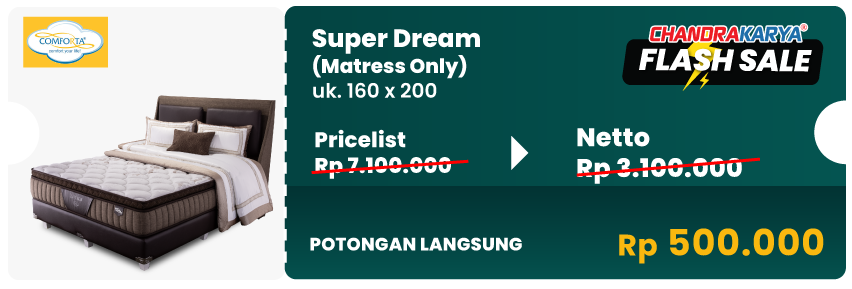 COMFORTA
comfort your life!
Super Dream
(Matress Only)
uk. 160 x 200
CHANDRAKARYA®
FLASH SALE
Pricelist
Rp 7.100.000
Netto
Rp 3.100.000
POTONGAN LANGSUNG
Rp 500.000